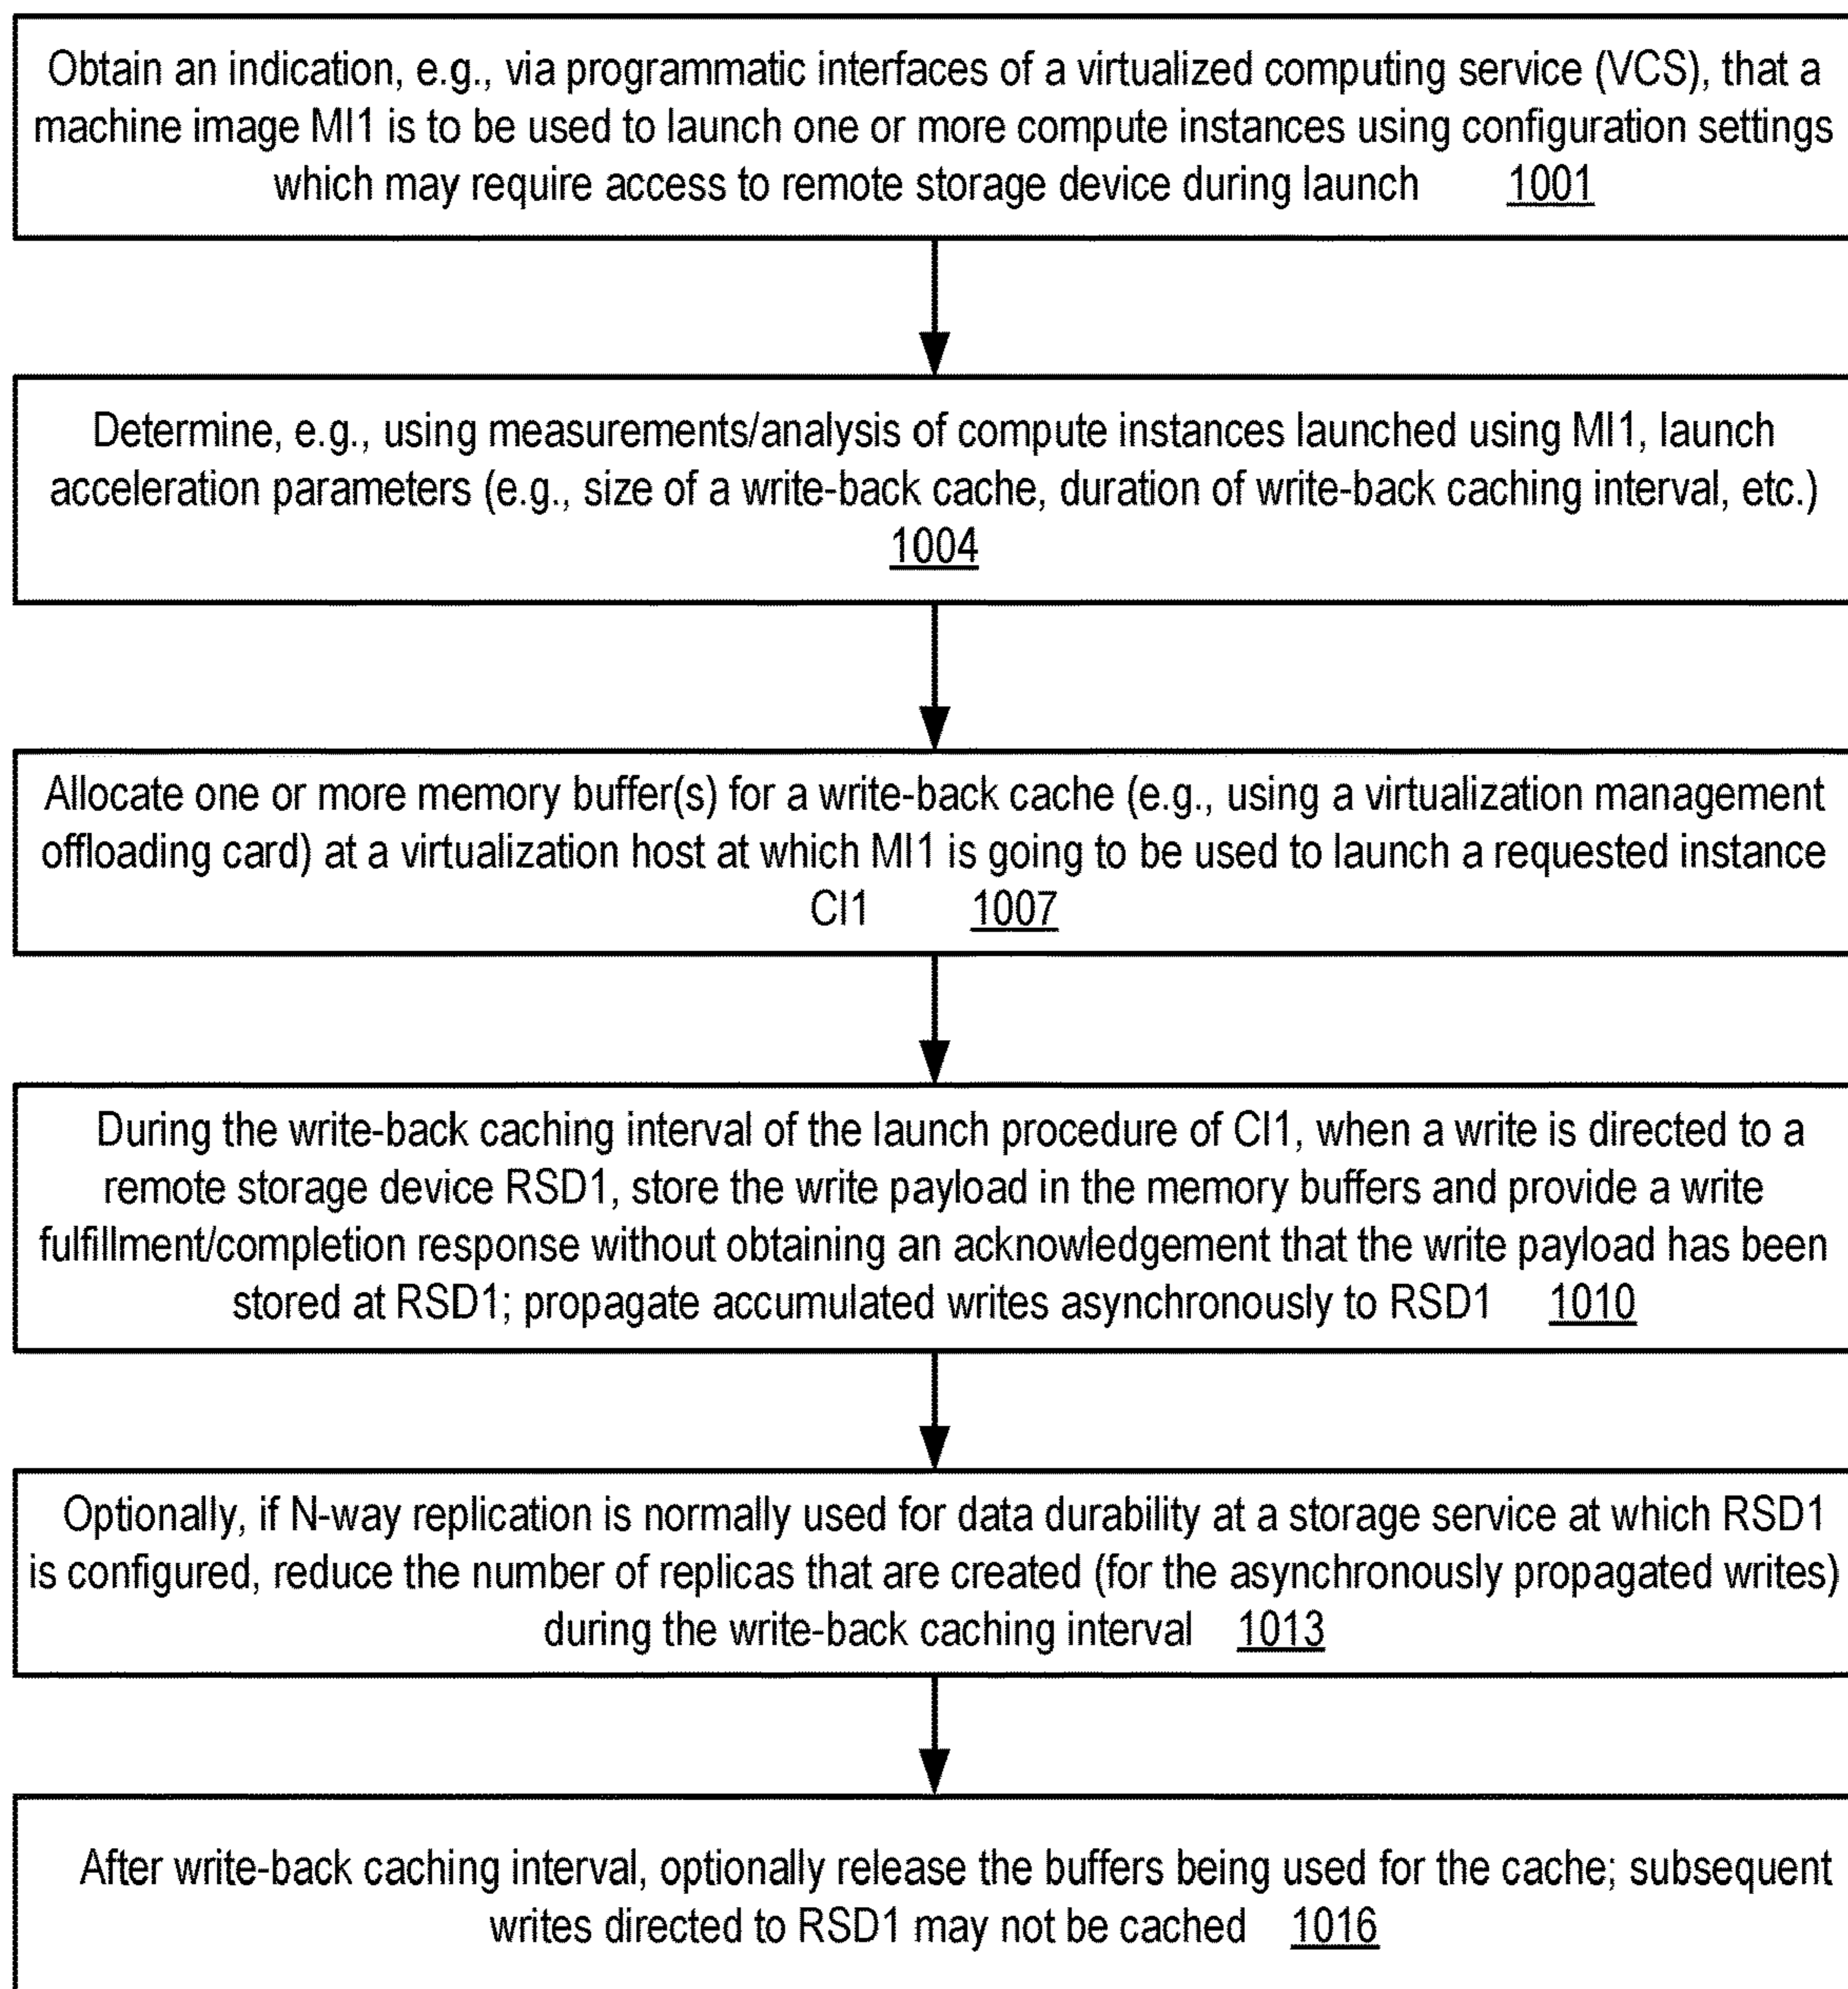 Obtain an indication, e.g., via programmatic interfaces of a virtualized computing service (VCS), that a
machine image MI1 is to be used to launch one or more compute instances using configuration settings
which may require access to remote storage device during launch 1001
Determine, e.g., using measurements/analysis of compute instances launched using MI1, launch
acceleration parameters (e.g., size of a write-back cache, duration of write-back caching interval, etc.)
1004
Allocate one or more memory buffer(s) for a write-back cache (e.g., using a virtualization management
offloading card) at a virtualization host at which MI1 is going to be used to launch a requested instance
CI1 1007
During the write-back caching interval of the launch procedure of CI1, when a write is directed to a
remote storage device RSD1, store the write payload in the memory buffers and provide a write
fulfillment/completion response without obtaining an acknowledgement that the write payload has been
stored at RSD1; propagate accumulated writes asynchronously to RSD1 1010
Optionally, if N-way replication is normally used for data durability at a storage service at which RSD1
is configured, reduce the number of replicas that are created (for the asynchronously propagated writes)
during the write-back caching interval 1013
After write-back caching interval, optionally release the buffers being used for the cache; subsequent
writes directed to RSD1 may not be cached 1016